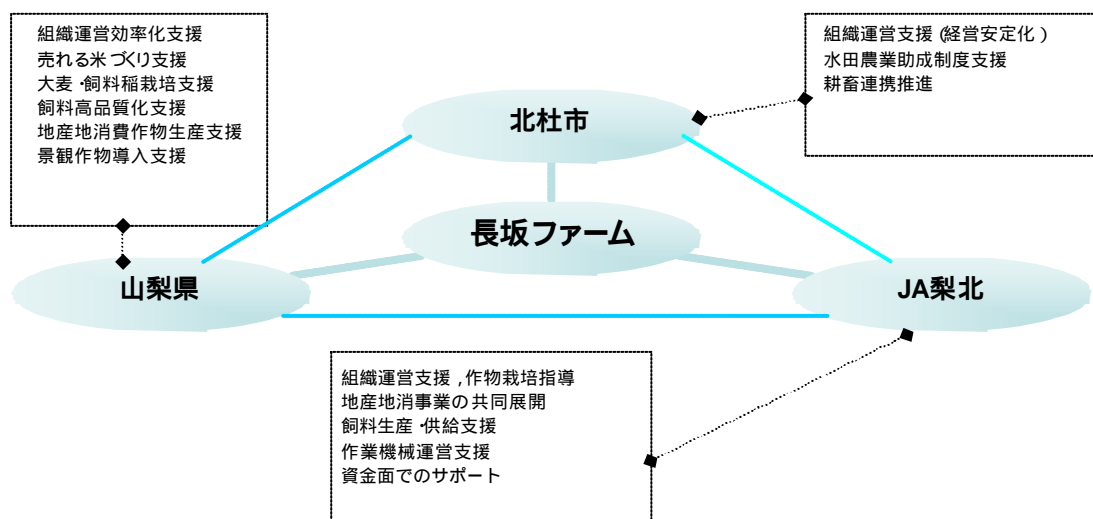 組織運営効率化支援
売れる米づくり支援
大麦・飼料稲栽培支援
飼料高品質化支援
地産地消費作物生産支援
景観作物導入支援
組織運営支援(経営安定化)
水田農業助成制度支援
耕畜連携推進
北杜市
長坂ファーム
山梨県
JA梨北
組織運営支援,作物栽培指導
地産地消事業の共同展開
飼料生産・供給支援
作業機械運営支援
資金面でのサポート